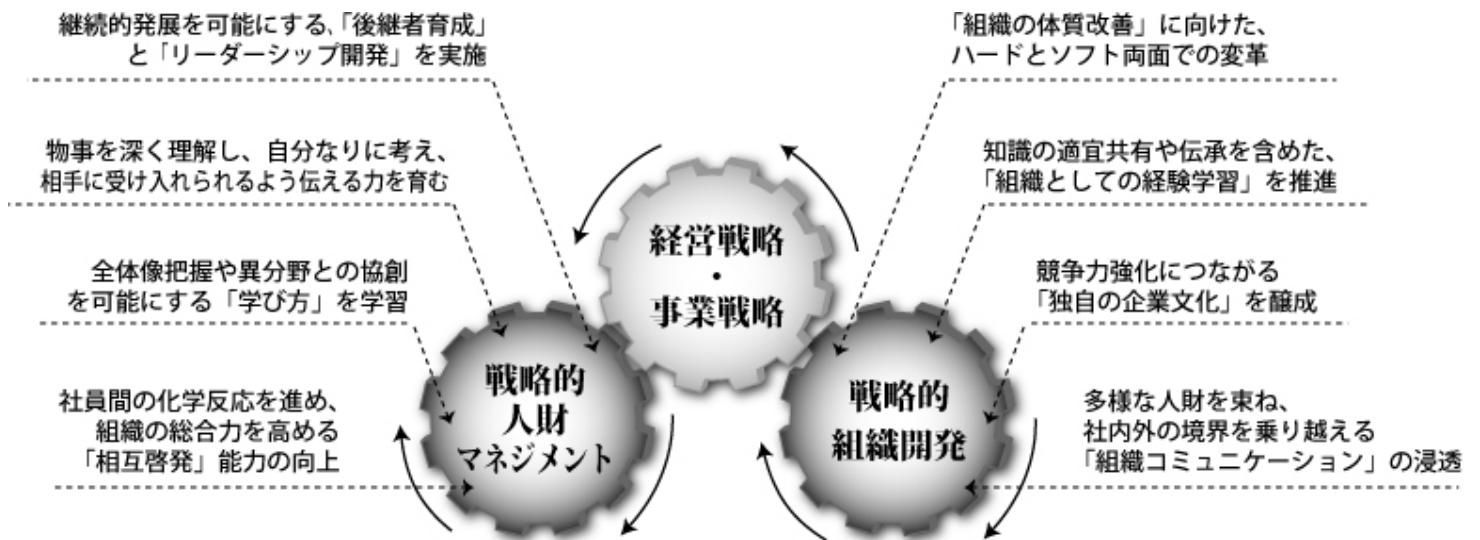 継続的発展を可能にする、「後継者育成」
と「リーダーシップ開発」を実施
物事を深く理解し、自分なりに考え、
相手に受け入れられるよう伝える力を育む
全体像把握や異分野との協創
を可能にする「学び方」を学習
社員間の化学反応を進め、
組織の総合力を高める
「相互啓発」能力の向上
経営戦略
・
事業戦略
戦略的
人財
マネジメント
戦略的
組織開発
「組織の体質改善」に向けた、
ハードとソフト両面での変革
知識の適宜共有や伝承を含めた、
「組織としての経験学習」を推進
競争力強化につながる
「独自の企業文化」を醸成
多様な人財を束ね、
社内外の境界を乗り越える
「組織コミュニケーション」の浸透